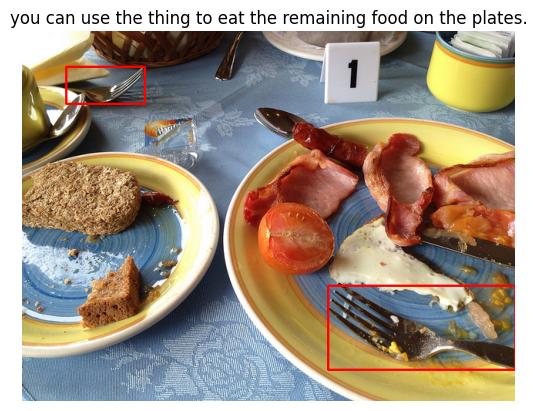 you can use the thing to eat the remaining food on the plates.
1